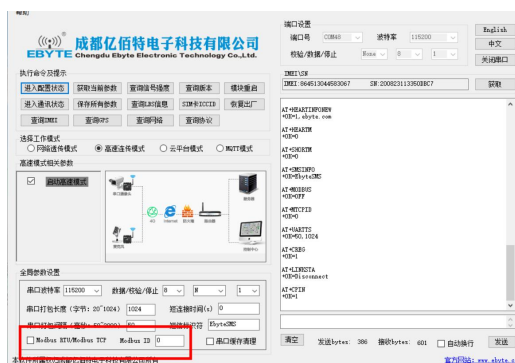 帮助
((•))®
EBYTE
成都亿佰特电子科技有限公司
Chengdu Ebyte Electronic Technology Co.,Ltd.
执行命令及提示
进入配置状态 获取当前参数 查询信号强度 查询版本 模块重启
进入通讯状态 保存所有参数 查询LBS信息 SIM卡ICCID 恢复出厂
查询IMEI 查询GPS 查询网络 查询协议
选择工作模式
网络透传模式 高速连传模式 云平台模式 MQTT模式
高速模式相关参数
启动高速模式
全局参数设置
串口波特率 115200 数据/校验/停止 8 N 1
串口打包长度 (字节: 20~1024) 1024 短连接时间(s) 0
Ebyte2MS
Modbus RTU/Modbus TCP Modbus ID 0 串口缓存清理
端口设置
端口号 COM48 波特率 115200
校验/数据/停止 None 8 1
English
中文
关闭串口
IMEI\SN
IMEI:864513044583067 SN:200823113350DBC7 获取
AT+HEARTINFONEW
+OK=1.ebyte.com
AT+HEARTM
+OK=0
AT+SHORTM
+OK=0
AT+SMSINFO
+OK=EbyteSMS
AT+MODBUS
+OK=OFF
AT+MTCPID
+OK=0
AT+UARTTS
+OK=50,1024
AT+CREG
+OK=1
AT+LINKSTA
+OK=Disconnect
AT+CPIN
+OK=1
清空 发送bytes: 386 接收bytes: 601 自动换行 发送